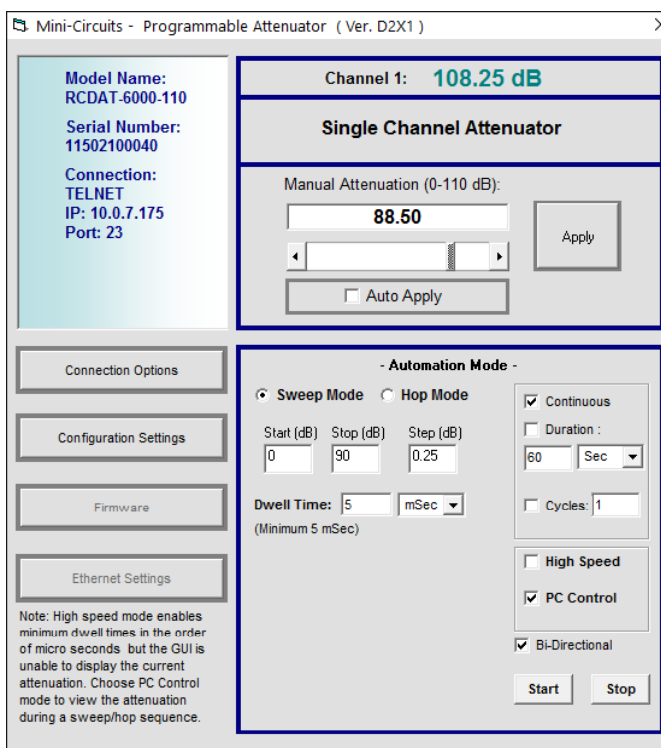 Mini-Circuits - Programmable Attenuator ( Ver. D2X1 )
Model Name:
RCDAT-6000-110
Serial Number:
11502100040
Connection:
TELNET
IP: 10.0.7.175
Port: 23
Channel 1: 108.25 dB
Single Channel Attenuator
Manual Attenuation (0-110 dB):
88.50
Apply
Auto Apply
Connection Options
Configuration Settings
Firmware
Ethernet Settings
Note: High speed mode enables
minimum dwell times in the order
of micro seconds but the GUI is
unable to display the current
attenuation. Choose PC Control
mode to view the attenuation
during a sweep/hop sequence.
- Automation Mode -
Sweep Mode Hop Mode
Start (dB) Stop (dB) Step (dB)
0 90 0.25
Dwell Time: 5 mSec
(Minimum 5 mSec)
Continuous
Duration :
60 Sec
Cycles: 1
High Speed
PC Control
Bi-Directional
Start Stop